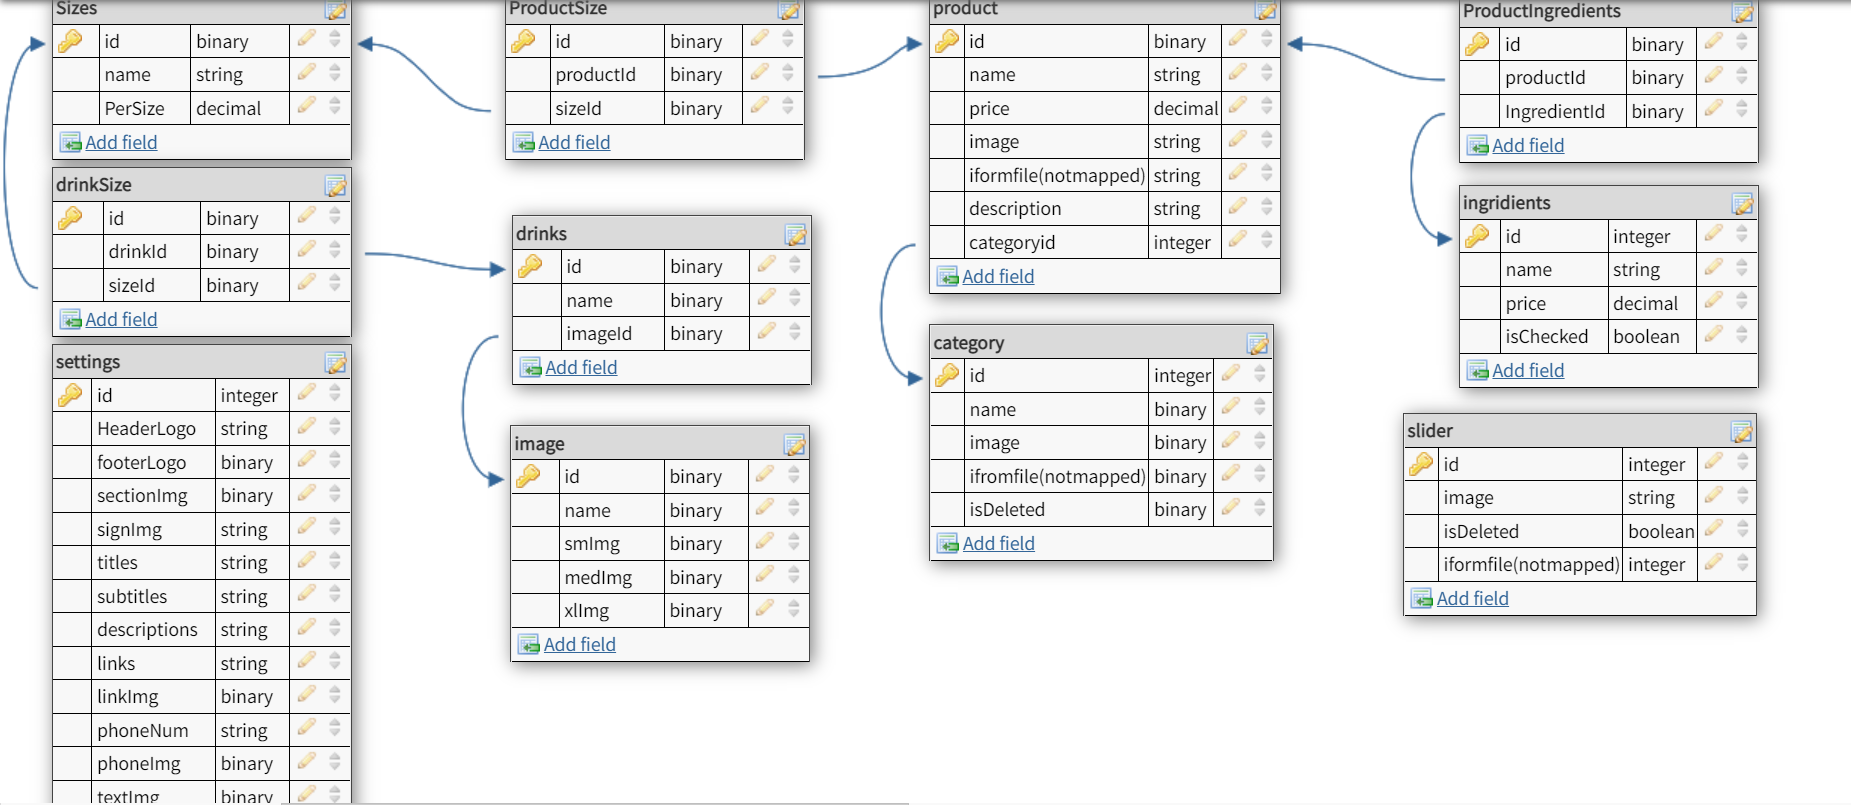 Sizes
id binary
name string
PerSize decimal
Add field
drinkSize
id binary
drinkId binary
sizeId binary
Add field
settings
id integer
HeaderLogo string
footerLogo binary
sectionImg binary
signImg string
titles string
subtitles string
descriptions string
links string
linkImg binary
phoneNum string
phoneImg binary
textImg binary
ProductSize
id binary
productId binary
sizeId binary
Add field
drinks
id binary
name binary
imageId binary
Add field
image
id binary
name binary
smImg binary
medImg binary
xlImg binary
Add field
product
id binary
name string
price decimal
image string
iformfile(notmapped) string
description string
categoryid integer
Add field
category
id integer
name binary
image binary
ifromfile(notmapped) binary
isDeleted binary
Add field
ProductIngredients
id binary
productId binary
IngredientId binary
Add field
ingridients
id integer
name string
price decimal
isChecked boolean
Add field
slider
id integer
image string
isDeleted boolean
iformfile(notmapped) integer
Add field